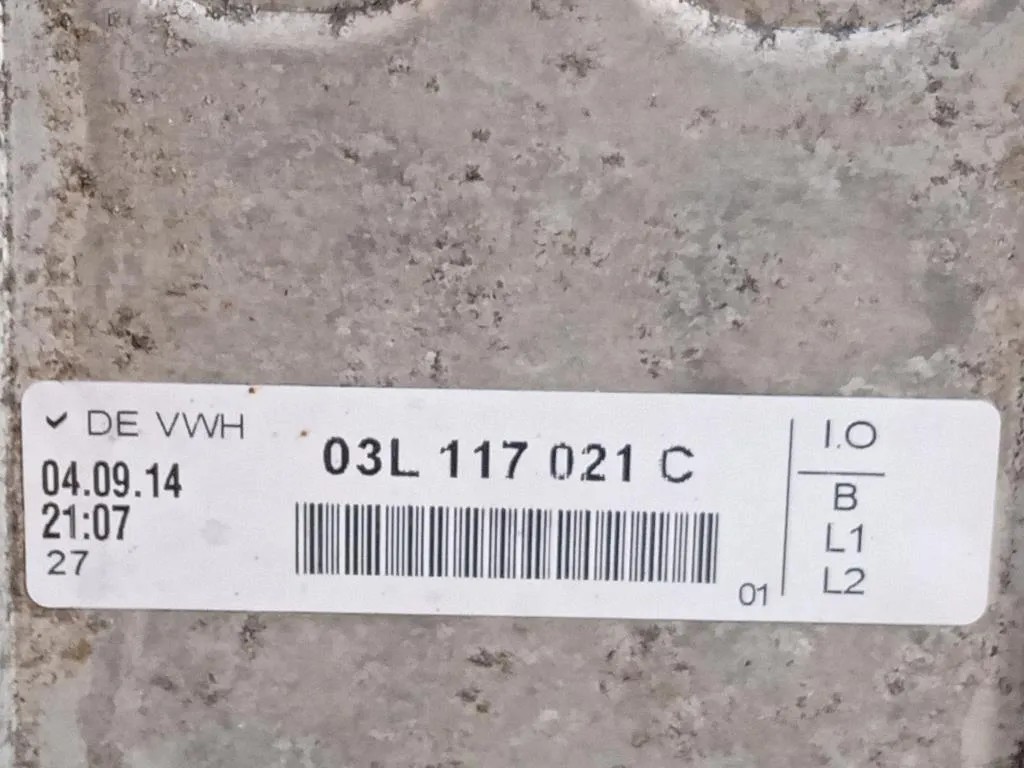 DE VWH
04.09.14
21:07
27
03L 117 021 C
01
I.O
B
L1
L2